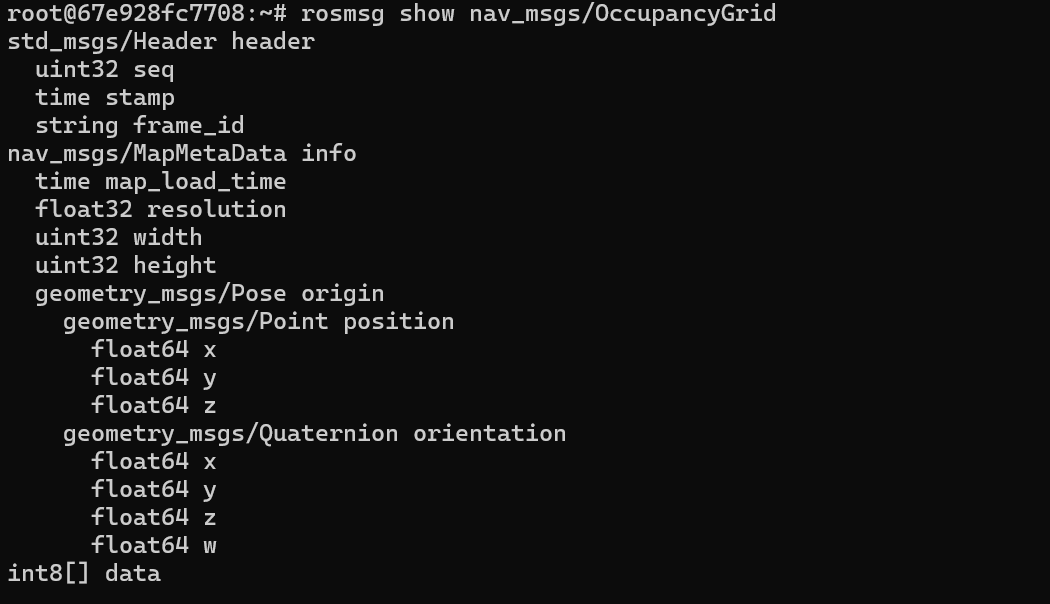 root@67e928fc7708:~# rosmsg show nav_msgs/OccupancyGrid
std_msgs/Header header
  uint32 seq
  time stamp
  string frame_id
nav_msgs/MapMetaData info
  time map_load_time
  float32 resolution
  uint32 width
  uint32 height
  geometry_msgs/Pose origin
    geometry_msgs/Point position
      float64 x
      float64 y
      float64 z
    geometry_msgs/Quaternion orientation
      float64 x
      float64 y
      float64 z
      float64 w
int8[] data